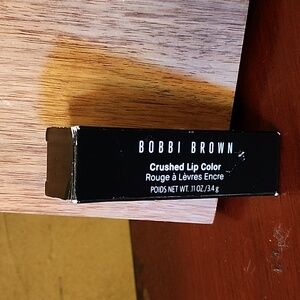 BOBBI BROWN
Crushed Lip Color
Rouge à Lèvres Encre
POIDS NET WT. .11 OZ./3.4 g